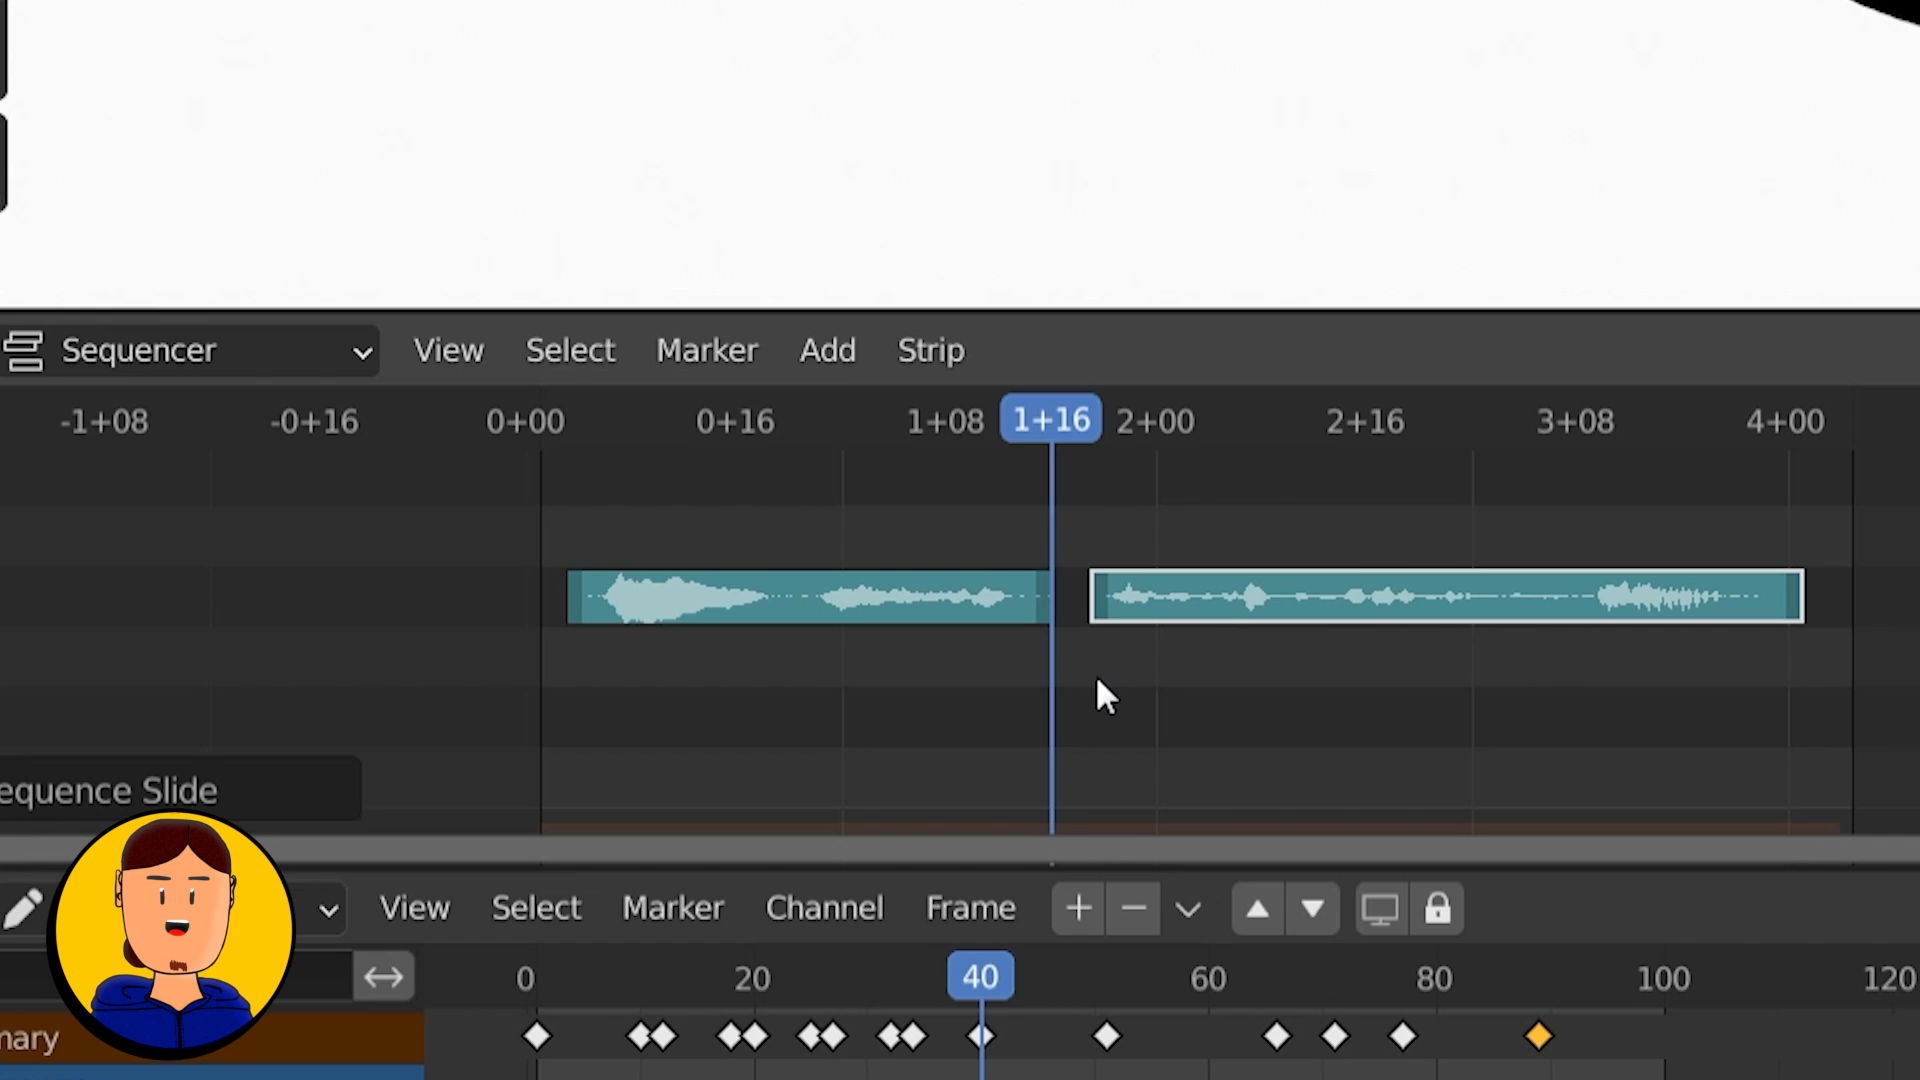 Sequencer View Select Marker Add Strip
-1+08 -0+16 0+00 0+16 1+08 1+16 2+00 2+16 3+08 4+00
equence Slide
View Select Marker Channel Frame
0 20 40 60 80 100 120
mary